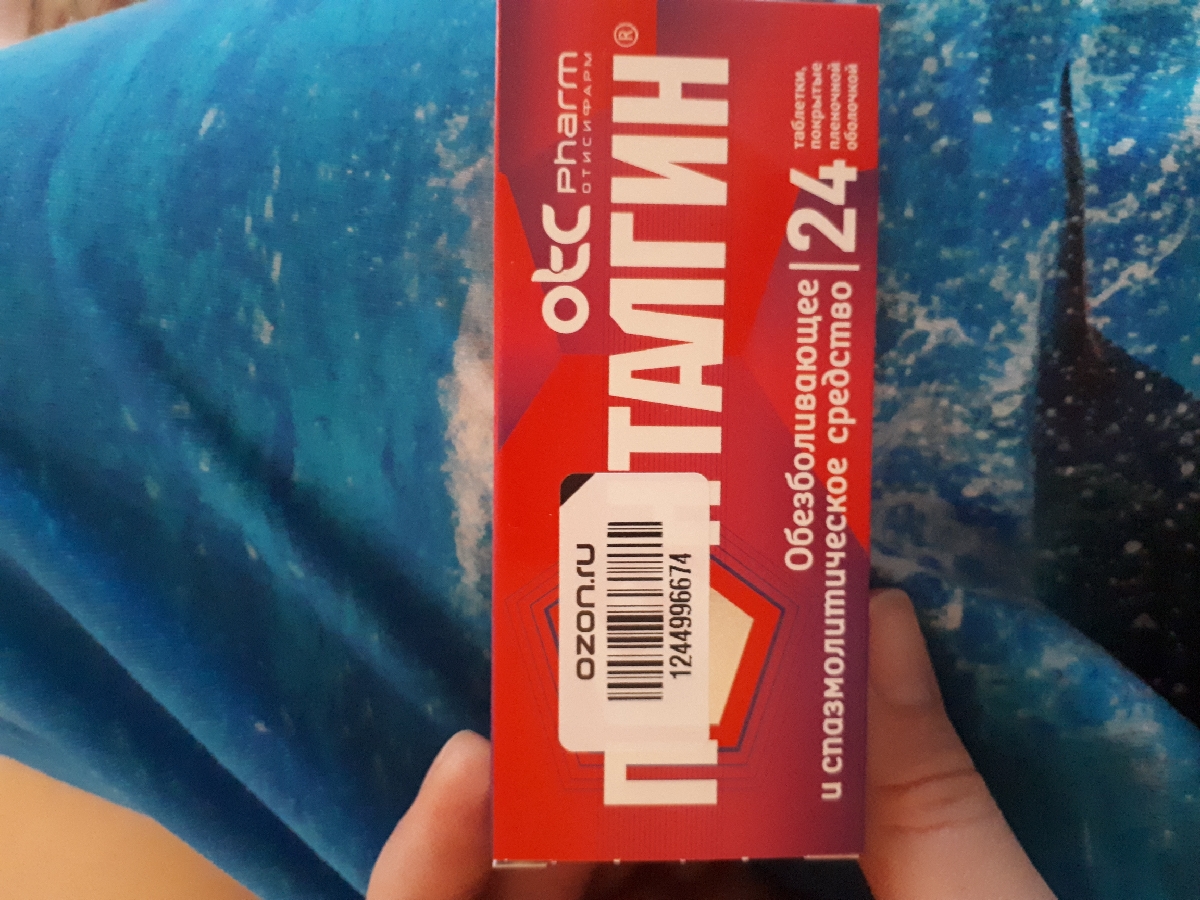 otc Pharm
ОТИСИФАРМ
П ТАЛГИН®
ozon.ru
1244996674
Обезболивающее
и спазмолитическое средство
24
таблетки,
покрытые
пленочной
оболочкой